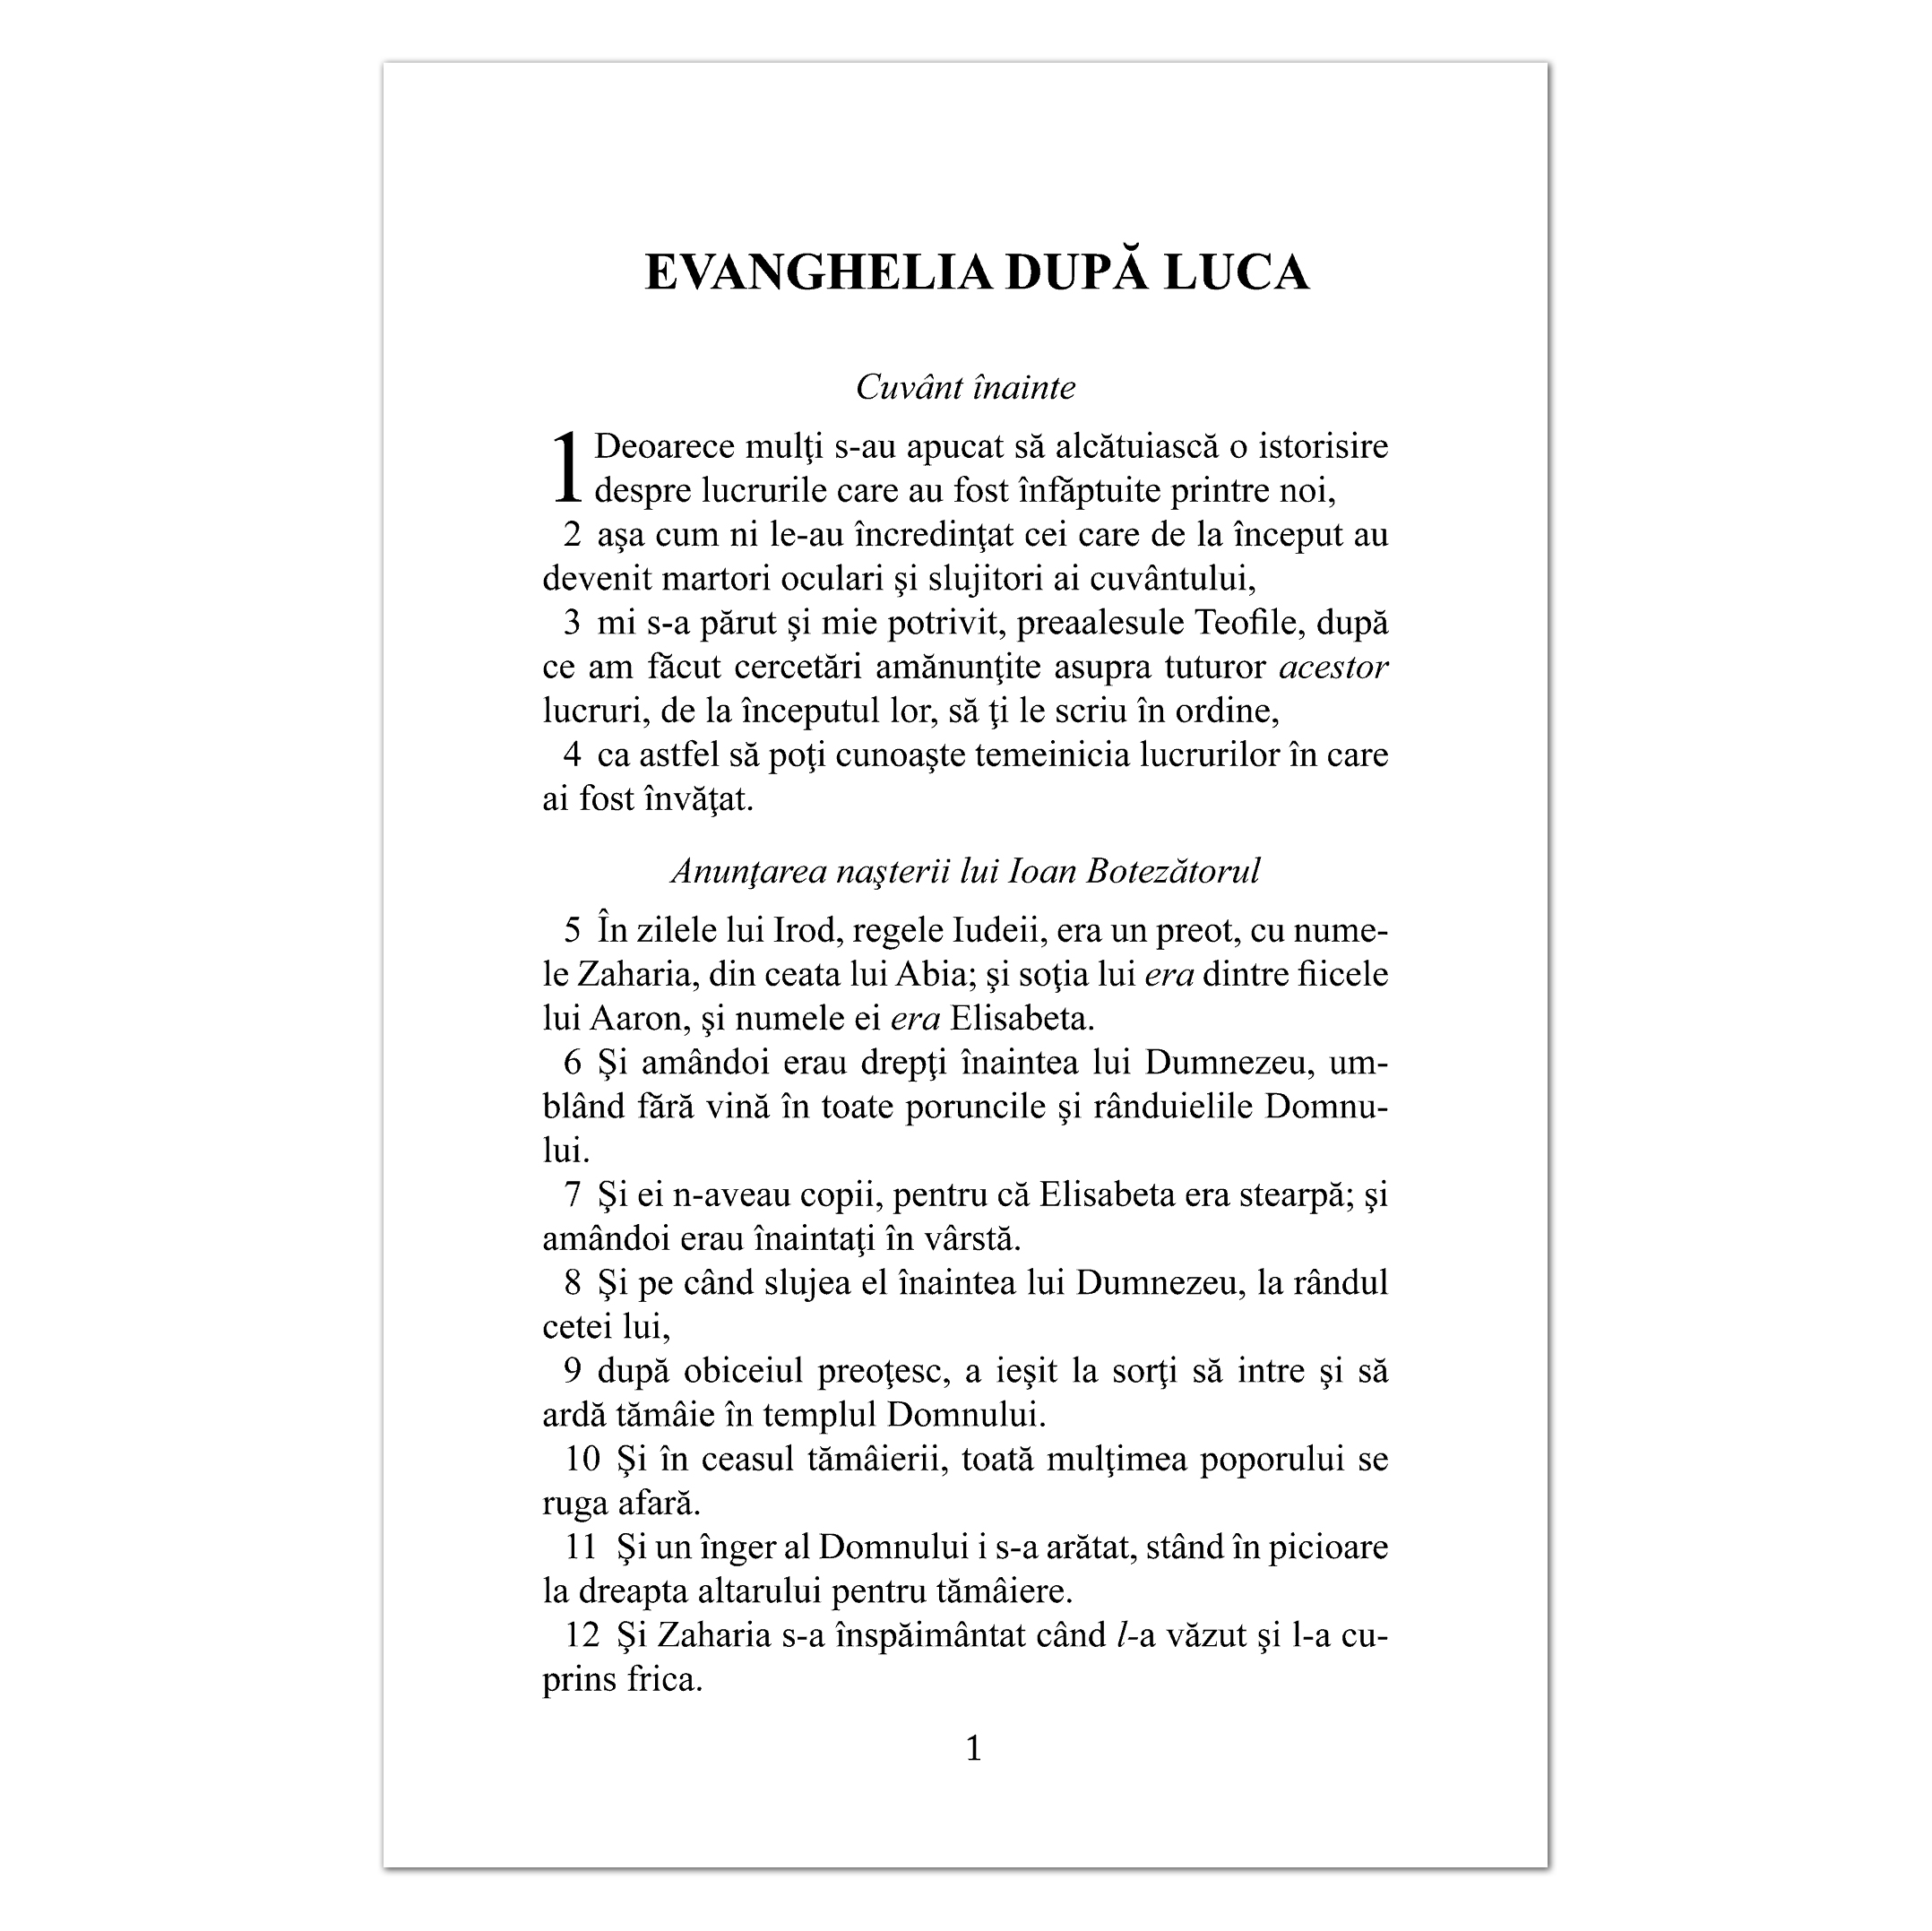 EVANGHELIA DUPĂ LUCA
Cuvânt înainte
1 Deoarece mulţi s-au apucat să alcătuiască o istorisire
despre lucrurile care au fost înfăptuite printre noi,
2 aşa cum ni le-au încredinţat cei care de la început au
devenit martori oculari şi slujitori ai cuvântului,
3 mi s-a părut şi mie potrivit, preaalesule Teofile, după
ce am făcut cercetări amănunţite asupra tuturor acestor
lucruri, de la începutul lor, să ţi le scriu în ordine,
4 ca astfel să poţi cunoaşte temeinicia lucrurilor în care
ai fost învăţat.
Anunţarea naşterii lui Ioan Botezătorul
5 În zilele lui Irod, regele Iudeii, era un preot, cu nume-
le Zaharia, din ceata lui Abia; şi soţia lui era dintre fiicele
lui Aaron, şi numele ei era Elisabeta.
6 Şi amândoi erau drepţi înaintea lui Dumnezeu, um-
blând fără vină în toate poruncile şi rânduielile Domnu-
lui.
7 Şi ei n-aveau copii, pentru că Elisabeta era stearpă; şi
amândoi erau înaintaţi în vârstă.
8 Şi pe când slujea el înaintea lui Dumnezeu, la rândul
cetei lui,
9 după obiceiul preoţesc, a ieşit la sorţi să intre şi să
ardă tămâie în templul Domnului.
10 Şi în ceasul tămâierii, toată mulţimea poporului se
ruga afară.
11 Şi un înger al Domnului i s-a arătat, stând în picioare
la dreapta altarului pentru tămâiere.
12 Şi Zaharia s-a înspăimântat când l-a văzut şi l-a cu-
prins frica.
1